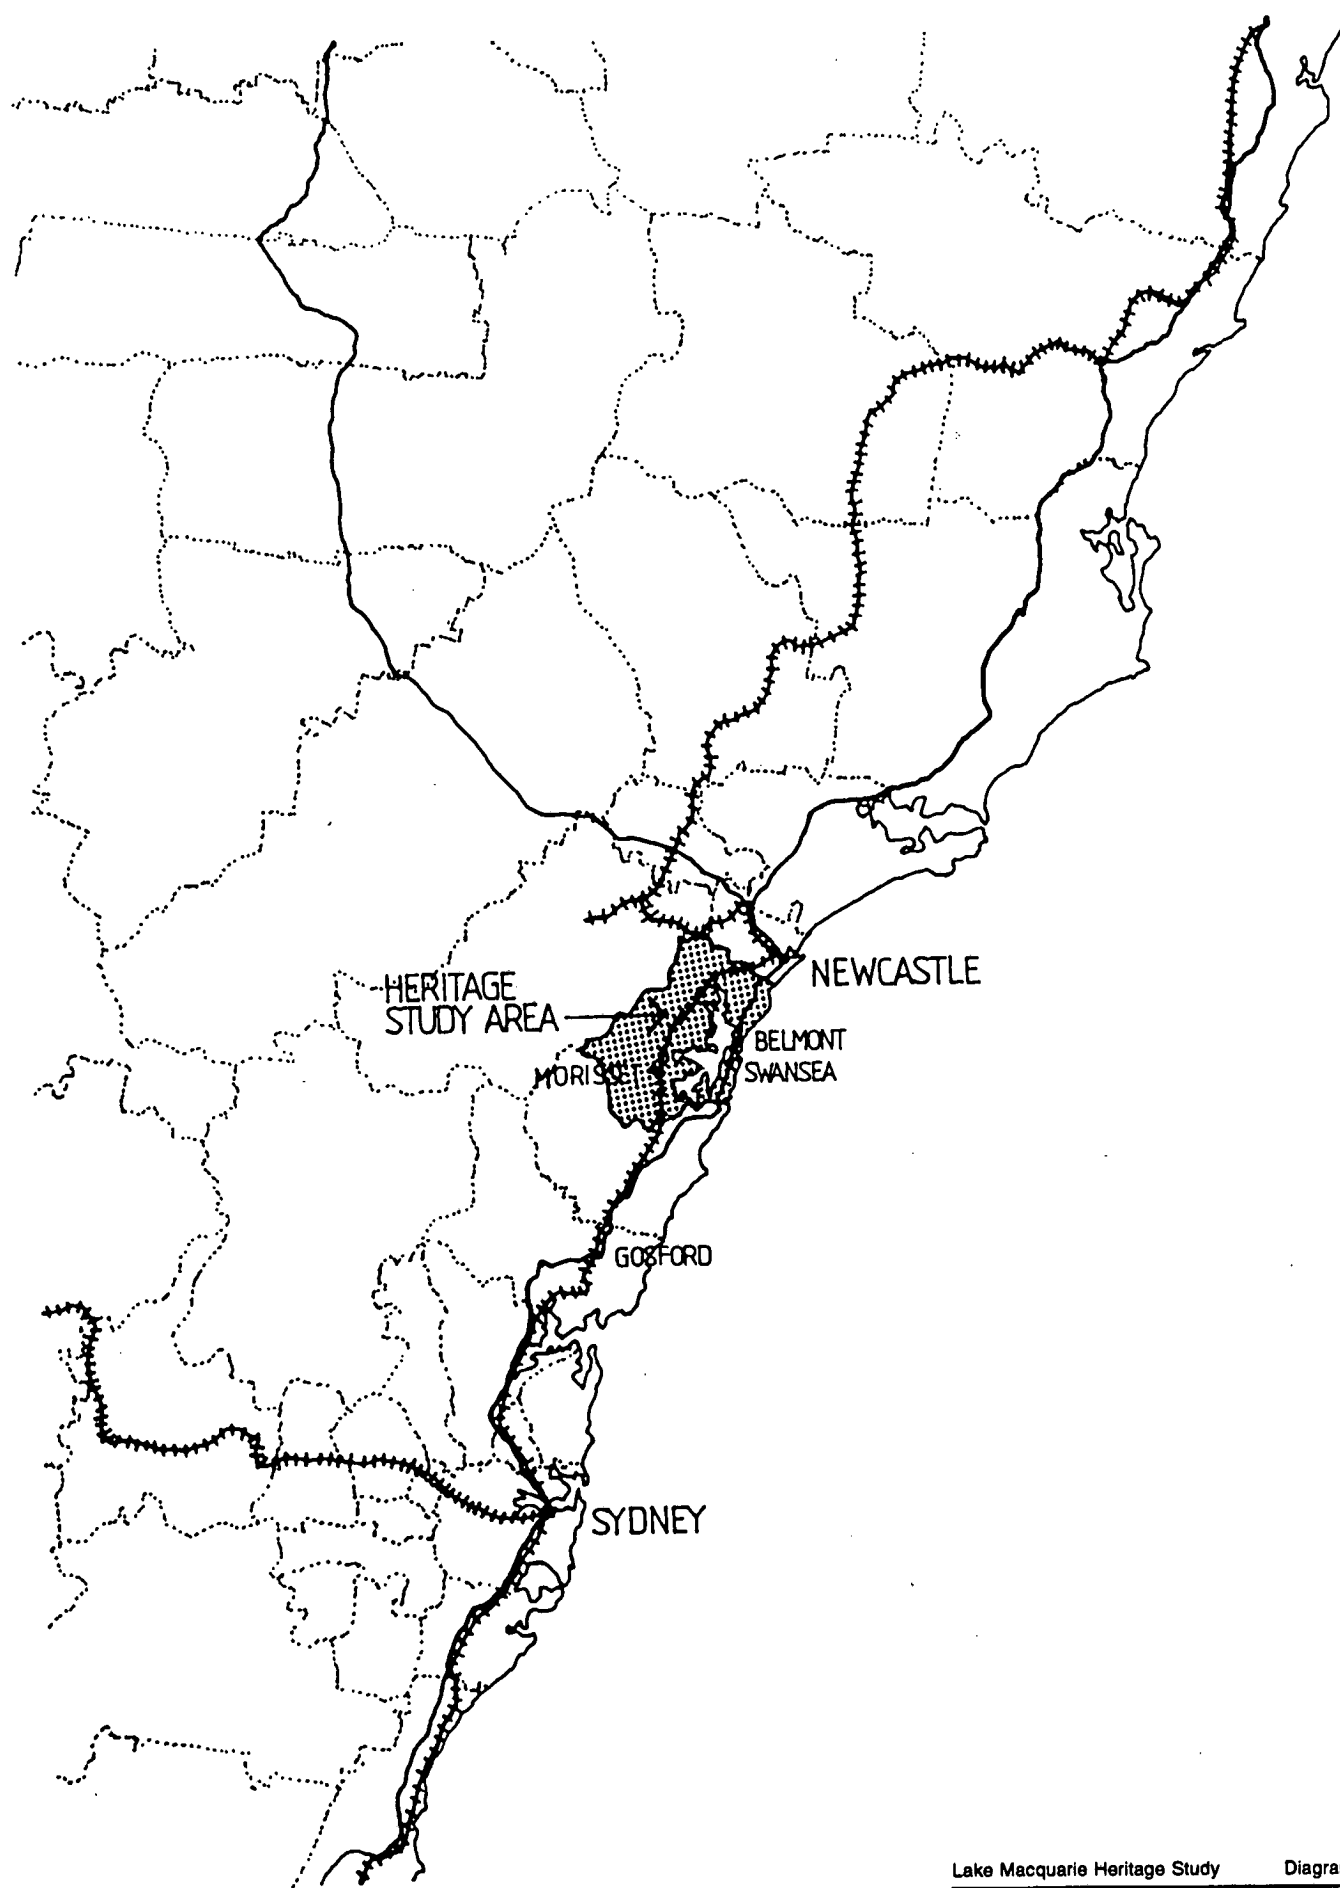 NEWCASTLE
HERITAGE
STUDY AREA
BELMONT
MORISSET
SWANSEA
GOSFORD
SYDNEY
Lake Macquarie Heritage Study